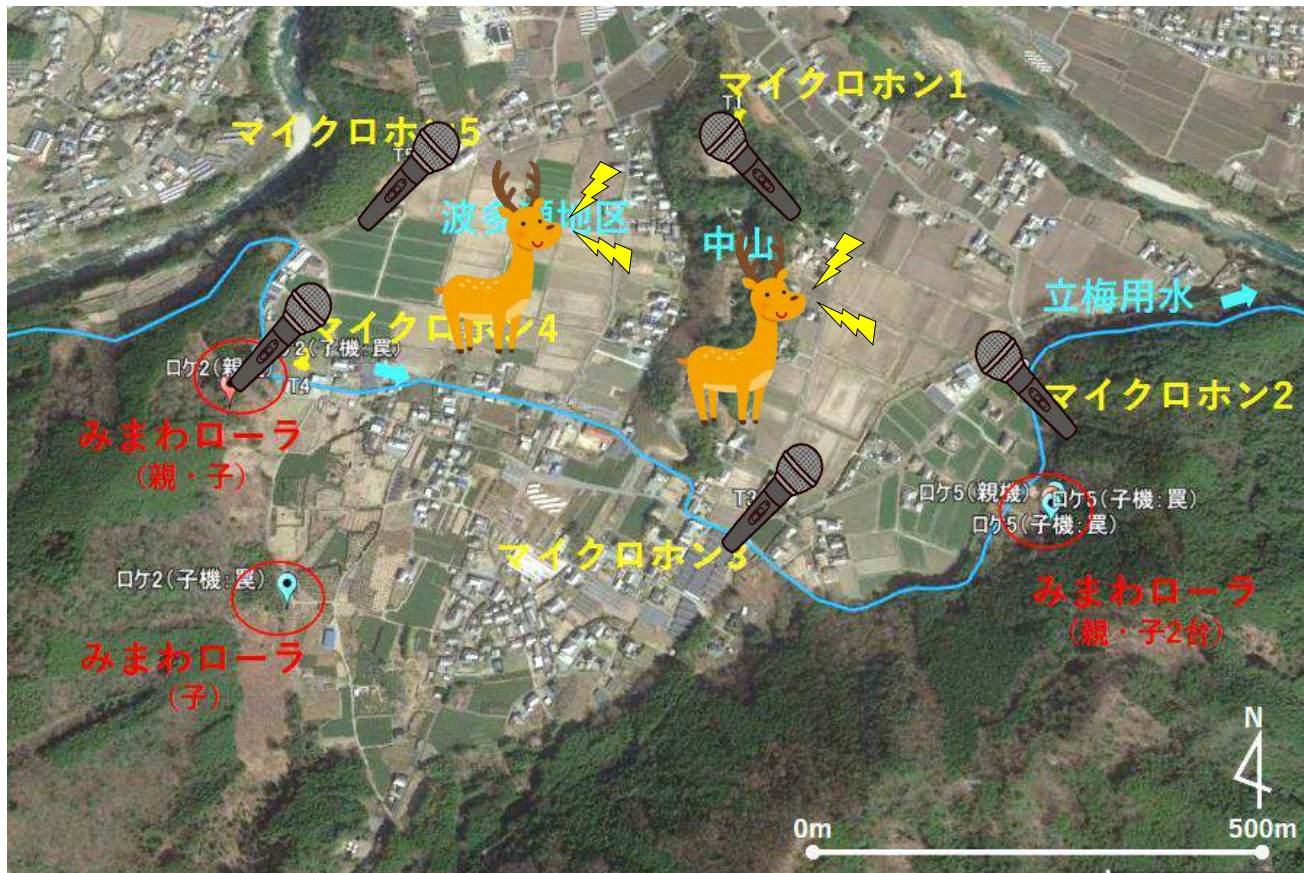 マイクロホン1
T1
マイクロホン5
波多瀬地区
中山
立梅用水
マイクロホン4
ロケ2(子機:罠)
ロケ2(親機)
T4
みまわローラ
(親・子)
マイクロホン2
T3
ロケ5(親機)
ロケ5(子機:罠)
ロケ5(子機:罠)
マイクロホン3
ロケ2(子機:罠)
みまわローラ
(親・子2台)
みまわローラ
(子)
N
0m
500m